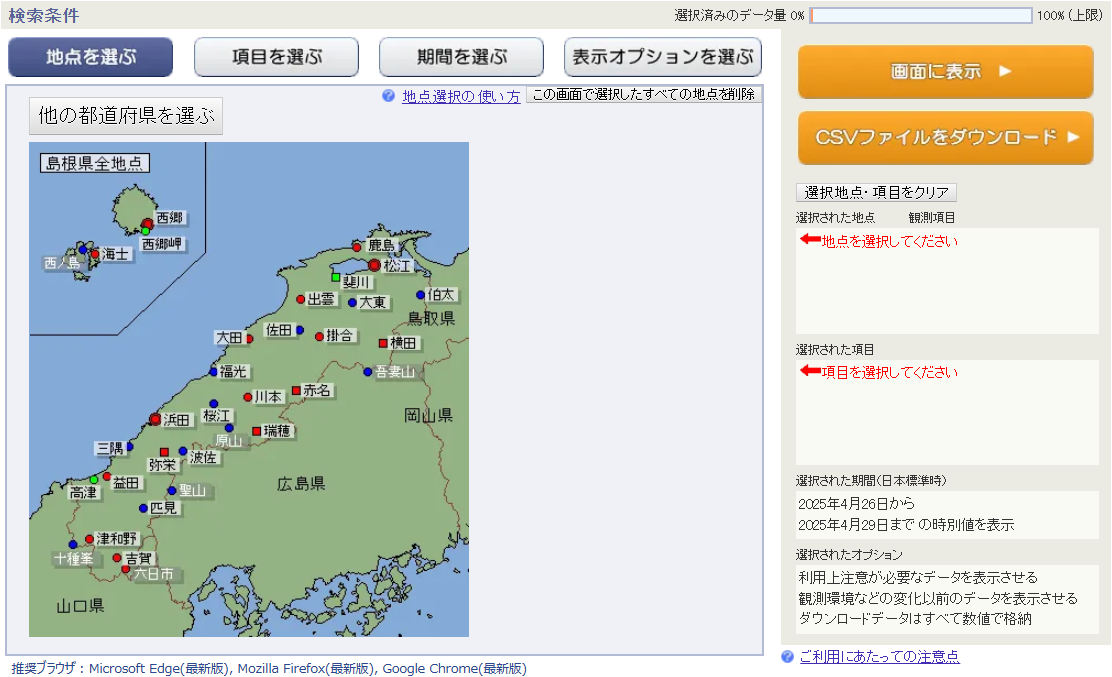 検索条件
選択済みのデータ量 0% 100%(上限)
地点を選ぶ
項目を選ぶ
期間を選ぶ
表示オプションを選ぶ
地点選択の使い方
この画面で選択したすべての地点を削除
他の都道府県を選ぶ
島根県全地点
西郷
西郷岬
海士
西ノ島
鹿島
松江
斐川
出雲
大東
伯太
鳥取県
佐田
掛合
大田
横田
福光
吾妻山
川本
赤名
岡山県
桜江
浜田
瑞穂
原山
三隅
弥栄
波佐
広島県
益田
高津
聖山
匹見
津和野
十種峯
吉賀
六日市
山口県
画面に表示
CSVファイルをダウンロード
選択地点・項目をクリア
選択された地点 観測項目
地点を選択してください
選択された項目
項目を選択してください
選択された期間(日本標準時)
2025年4月26日から
2025年4月29日まで の時別値を表示
選択されたオプション
利用上注意が必要なデータを表示させる
観測環境などの変化以前のデータを表示させる
ダウンロードデータはすべて数値で格納
ご利用にあたっての注意点
推奨ブラウザ:Microsoft Edge(最新版), Mozilla Firefox(最新版), Google Chrome(最新版)